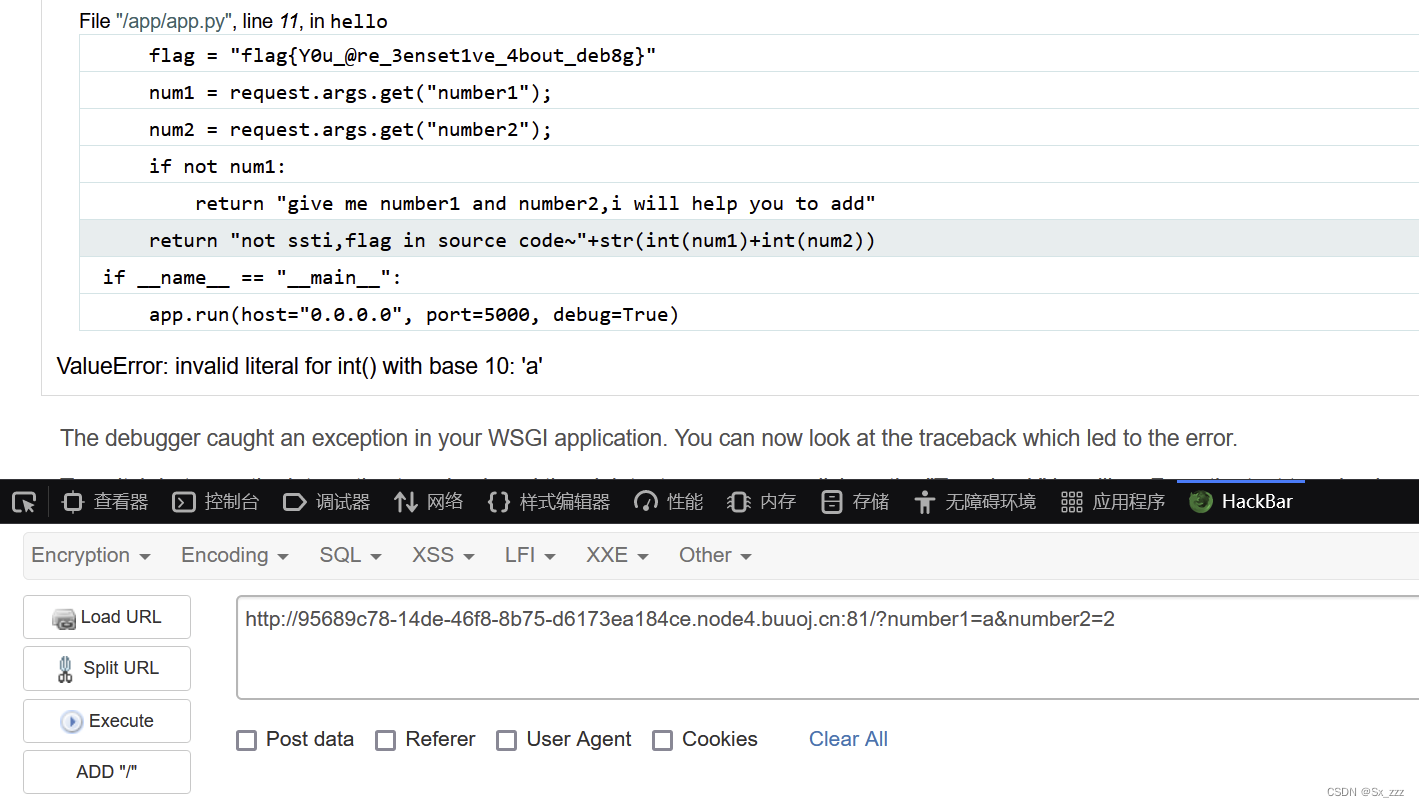 File "/app/app.py", line 11, in hello
flag = "flag{Y0u_@re_3enset1ve_4bout_deb8g}"
num1 = request.args.get("number1");
num2 = request.args.get("number2");
if not num1:
return "give me number1 and number2,i will help you to add"
return "not ssti,flag in source code~"+str(int(num1)+int(num2))
if __name__ == "__main__":
app.run(host="0.0.0.0", port=5000, debug=True)
ValueError: invalid literal for int() with base 10: 'a'
The debugger caught an exception in your WSGI application. You can now look at the traceback which led to the error.
查看器 控制台 调试器 网络 样式编辑器 性能 内存 存储 无障碍环境 应用程序 HackBar
Encryption Encoding SQL XSS LFI XXE Other
Load URL
http://95689c78-14de-46f8-8b75-d6173ea184ce.node4.buuoj.cn:81/?number1=a&number2=2
Split URL
Execute
Post data Referer User Agent Cookies Clear All
ADD "/"
CSDN @Sx_zzz